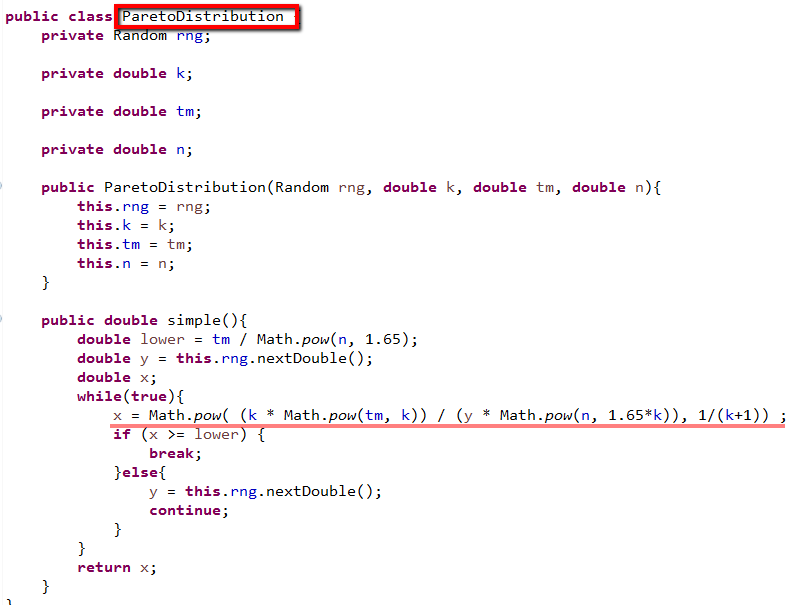 public class ParetoDistribution {
private Random rng;
private double k;
private double tm;
private double n;
public ParetoDistribution(Random rng, double k, double tm, double n){
this.rng = rng;
this.k = k;
this.tm = tm;
this.n = n;
}
public double simple(){
double lower = tm / Math.pow(n, 1.65);
double y = this.rng.nextDouble();
double x;
while(true){
x = Math.pow( (k * Math.pow(tm, k)) / (y * Math.pow(n, 1.65*k)), 1/(k+1)) ;
if (x >= lower) {
break;
}else{
y = this.rng.nextDouble();
continue;
}
}
return x;
}
}